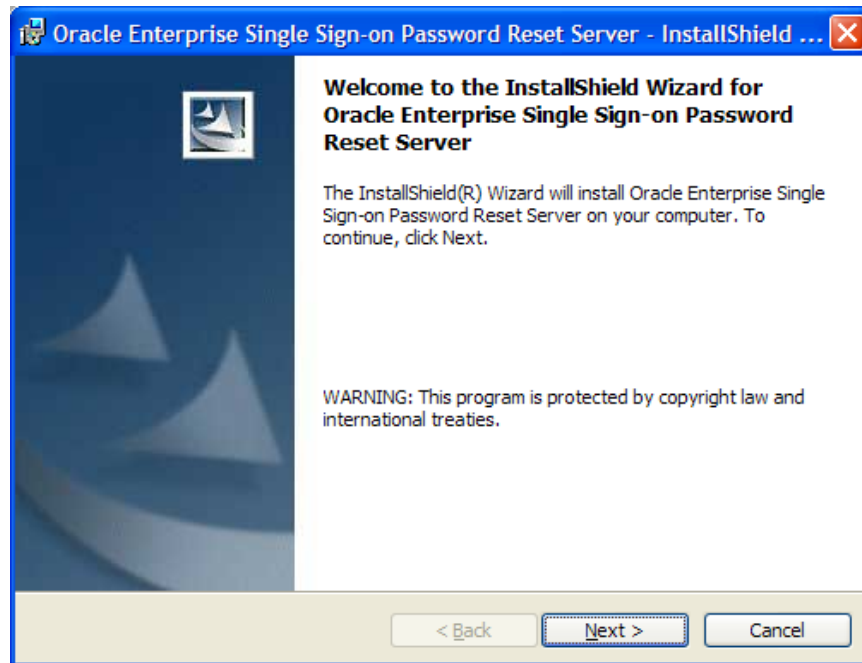 Oracle Enterprise Single Sign-on Password Reset Server - InstallShield ...
Welcome to the InstallShield Wizard for
Oracle Enterprise Single Sign-on Password
Reset Server
The InstallShield(R) Wizard will install Oracle Enterprise Single
Sign-on Password Reset Server on your computer. To
continue, click Next.
WARNING: This program is protected by copyright law and
international treaties.
< Back
Next >
Cancel